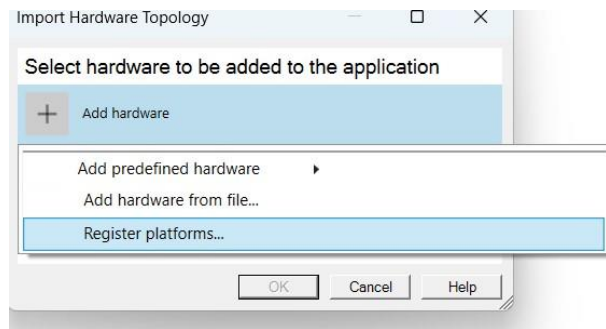 Import Hardware Topology
Select hardware to be added to the application
Add hardware
Add predefined hardware
Add hardware from file...
Register platforms...
OK Cancel Help